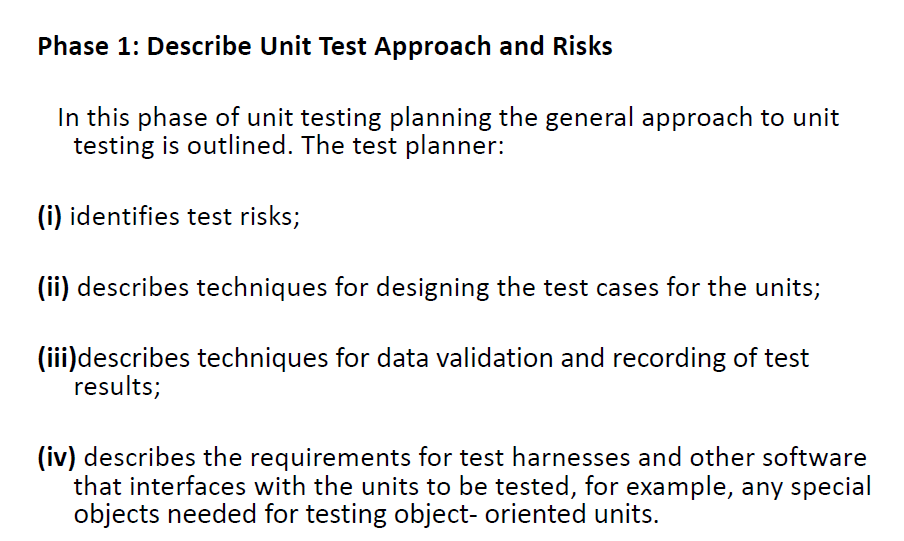 Phase 1: Describe Unit Test Approach and Risks
In this phase of unit testing planning the general approach to unit
testing is outlined. The test planner:
(i) identifies test risks;
(ii) describes techniques for designing the test cases for the units;
(iii)describes techniques for data validation and recording of test
results;
(iv) describes the requirements for test harnesses and other software
that interfaces with the units to be tested, for example, any special
objects needed for testing object- oriented units.